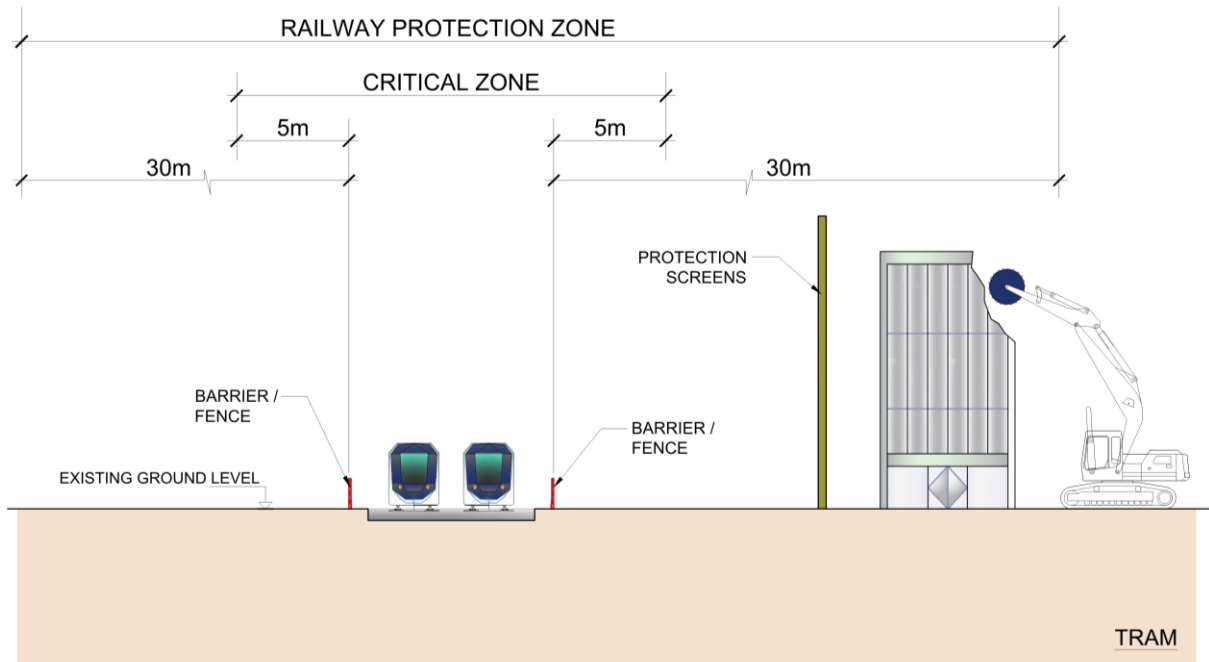 RAILWAY PROTECTION ZONE
CRITICAL ZONE
5m
5m
30m
30m
PROTECTION
SCREENS
BARRIER /
FENCE
BARRIER /
FENCE
EXISTING GROUND LEVEL
TRAM